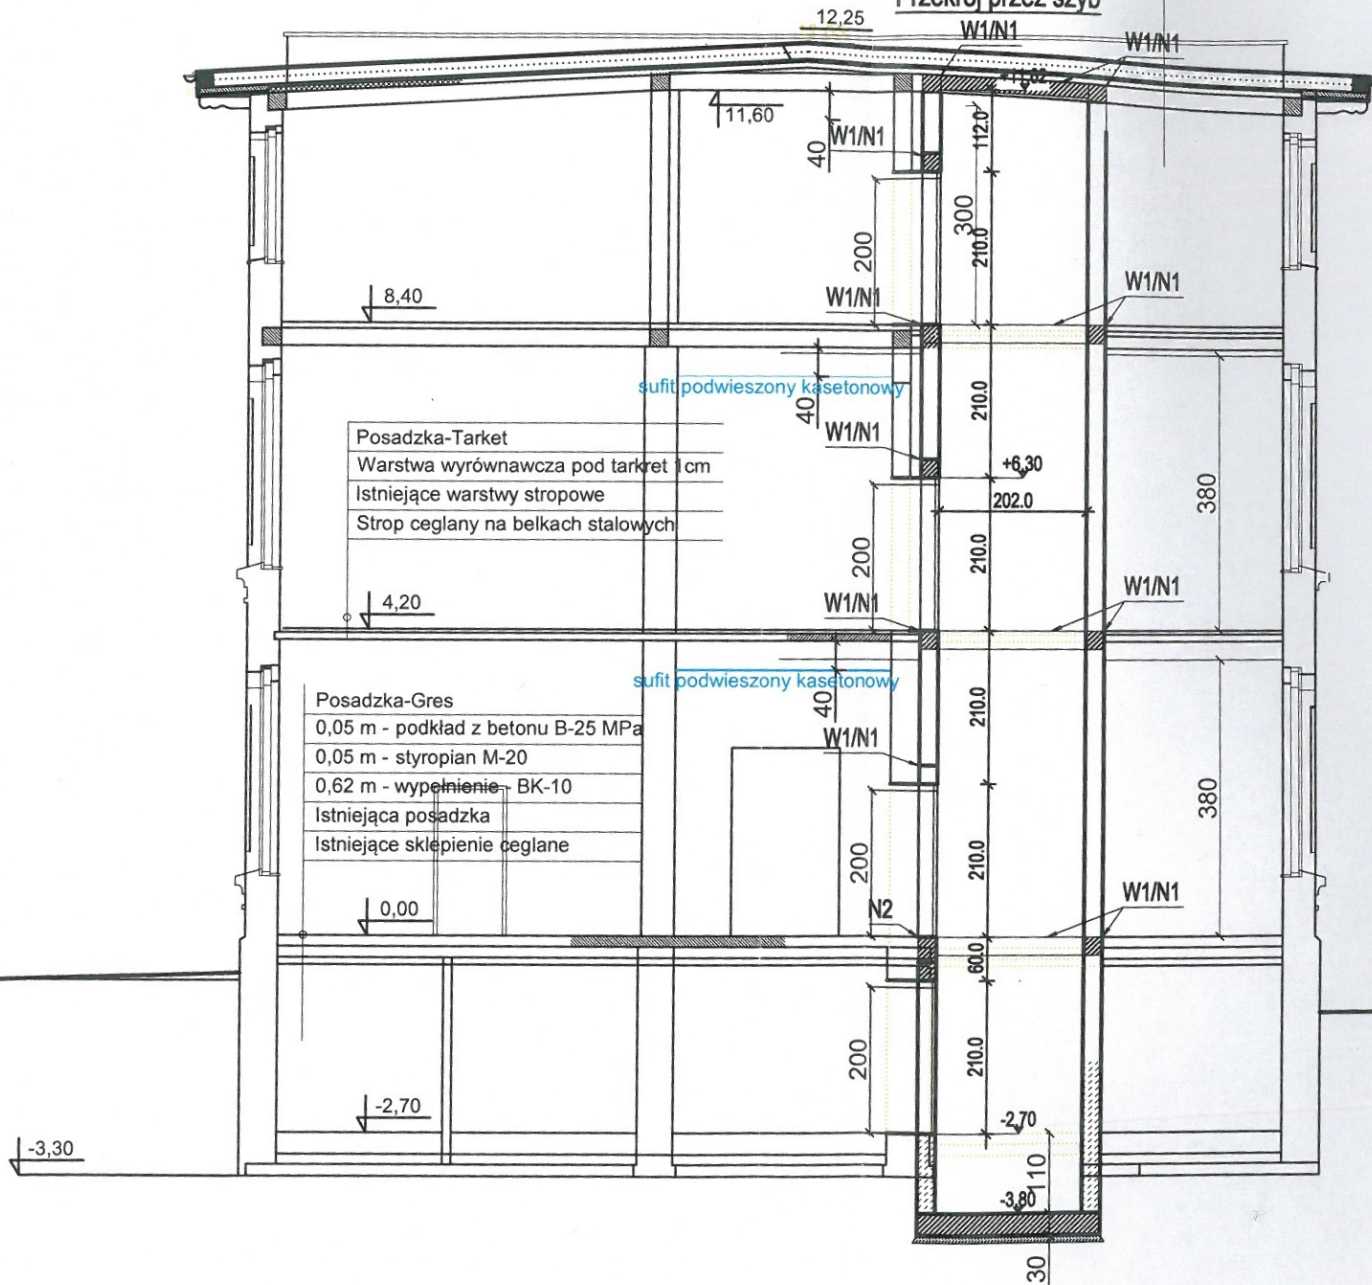 Przekrój przez szyb
12,25
W1/N1
W1/N1
+11,02
11,60
40
W1/N1
112.0
300
200
210.0
8,40
W1/N1
W1/N1
sufit podwieszony kasetonowy
40
210.0
Posadzka-Tarket
Warstwa wyrównawcza pod tarkret 1cm
Istniejące warstwy stropowe
Strop ceglany na belkach stalowych
W1/N1
+6,30
202.0
380
200
210.0
4,20
W1/N1
W1/N1
sufit podwieszony kasetonowy
40
210.0
Posadzka-Gres
0,05 m - podkład z betonu B-25 MPa
0,05 m - styropian M-20
0,62 m - wypełnienie - BK-10
Istniejąca posadzka
Istniejące sklepienie ceglane
W1/N1
380
200
210.0
0,00
N2
W1/N1
60.0
200
210.0
-2,70
-2,70
-3,30
110
-3,80
30